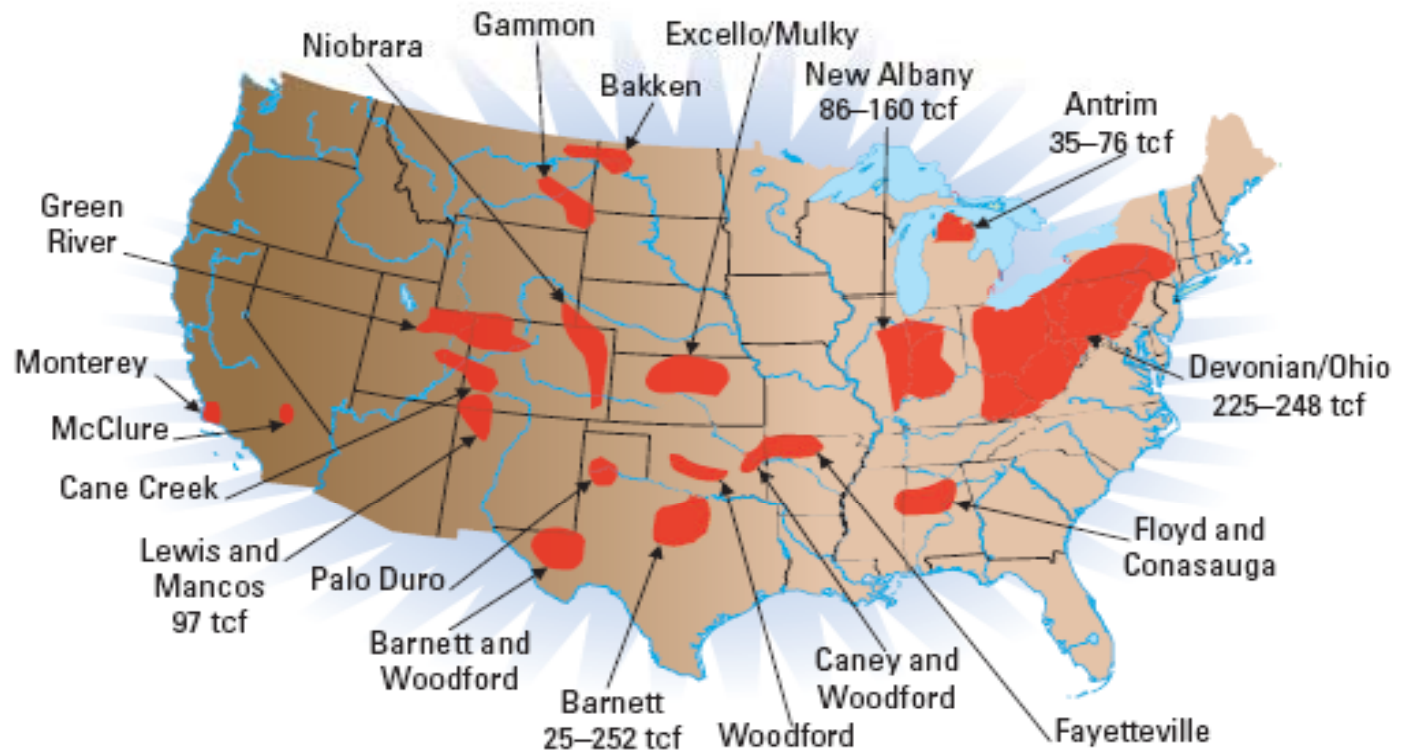 Gammon
Niobrara
Excello/Mulky
Bakken
New Albany
86–160 tcf
Antrim
35–76 tcf
Green
River
Monterey
McClure
Cane Creek
Devonian/Ohio
225–248 tcf
Lewis and
Mancos
97 tcf
Palo Duro
Barnett and
Woodford
Barnett
25–252 tcf
Woodford
Caney and
Woodford
Fayetteville
Floyd and
Conasauga